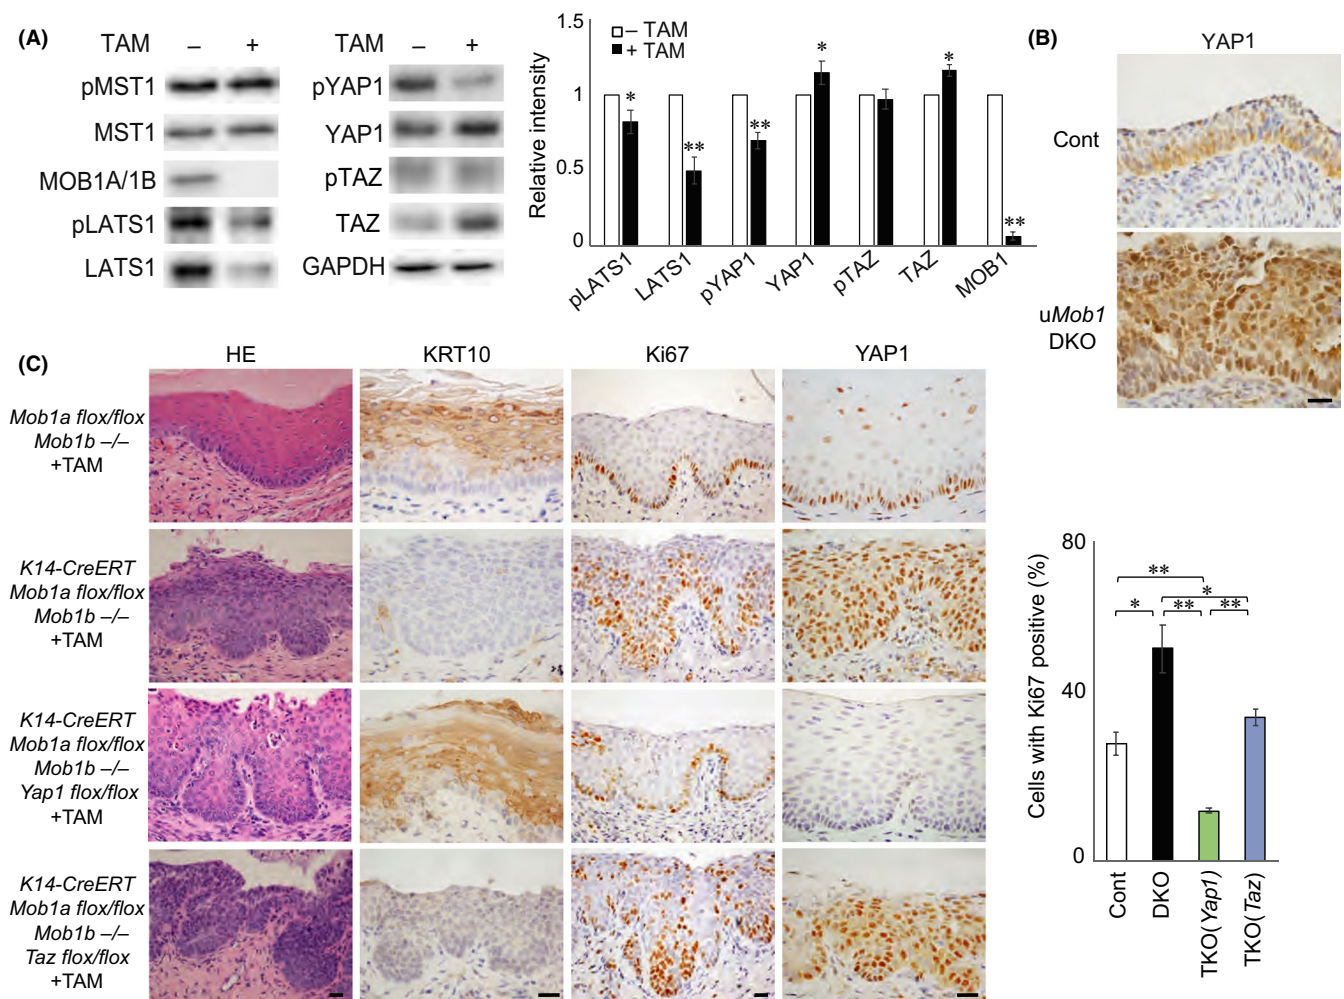 (A)
TAM – +
pMST1
MST1
MOB1A/1B
pLATS1
LATS1
TAM – +
pYAP1
YAP1
pTAZ
TAZ
GAPDH
Relative intensity
1.5
1
0.5
0
– TAM
+ TAM
* ** ** * * **
pLATS1 LATS1 pYAP1 YAP1 pTAZ TAZ MOB1
(B)
YAP1
Cont
uMob1
DKO
(C)
HE KRT10 Ki67 YAP1
Mob1a flox/flox
Mob1b –/–
+TAM
K14-CreERT
Mob1a flox/flox
Mob1b –/–
+TAM
K14-CreERT
Mob1a flox/flox
Mob1b –/–
Yap1 flox/flox
+TAM
K14-CreERT
Mob1a flox/flox
Mob1b –/–
Taz flox/flox
+TAM
Cells with Ki67 positive (%)
80
40
0
**
*
* ** **
Cont DKO TKO(Yap1) TKO(Taz)